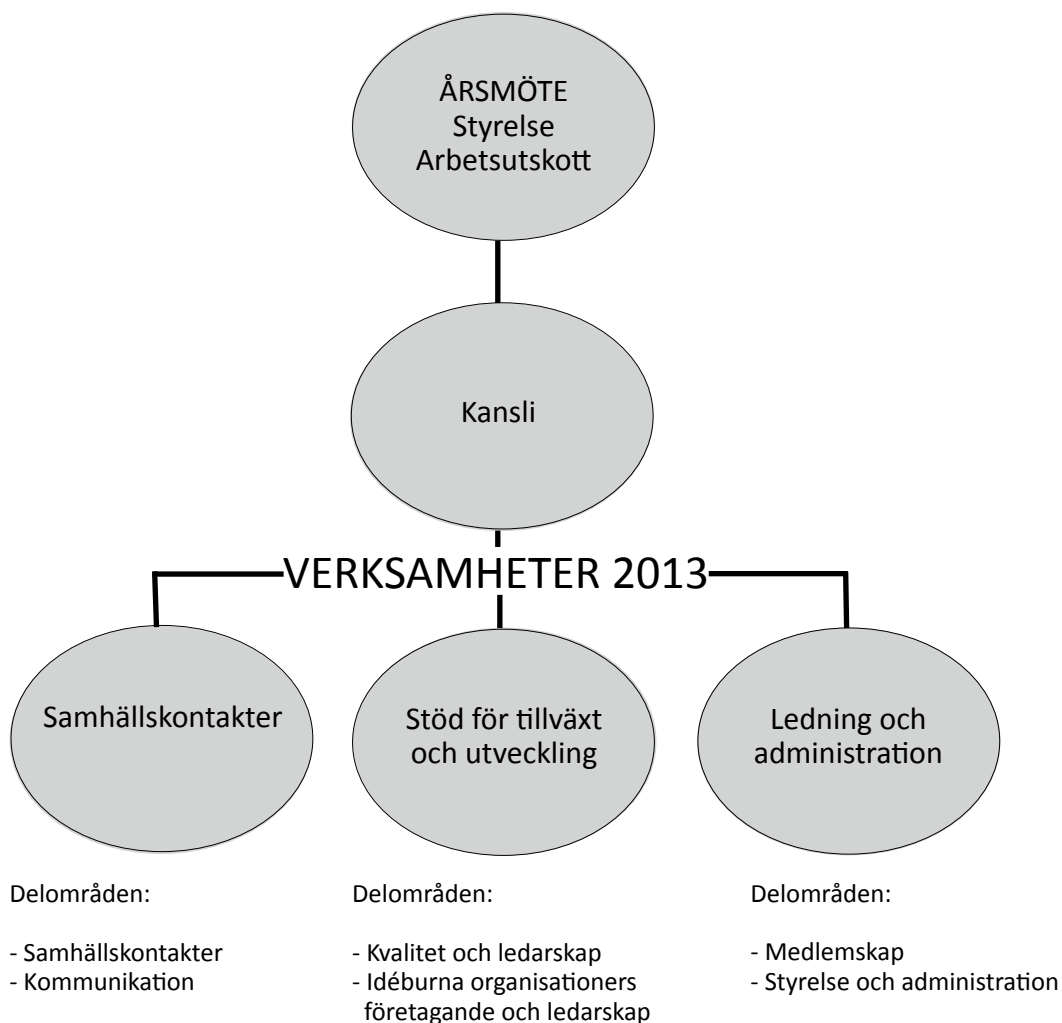 ÅRSMÖTE
Styrelse
Arbetsutskott
Kansli
VERKSAMHETER 2013
Samhällskontakter
Stöd för tillväxt
och utveckling
Ledning och
administration
Delområden:
- Samhällskontakter
- Kommunikation
Delområden:
- Kvalitet och ledarskap
- Idéburna organisationers
företagande och ledarskap
Delområden:
- Medlemskap
- Styrelse och administration